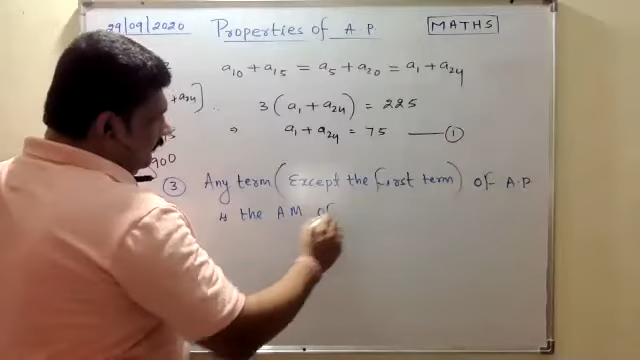 29/09/2020 Properties of A.P. MATHS
a10 + a15 = a5 + a20 = a1 + a24
+ a24] .. 3(a1 + a24) = 225
⇒ a1 + a24 = 75 —— ①
900
③ Any term (Except the first term) of A.P
is the AM of